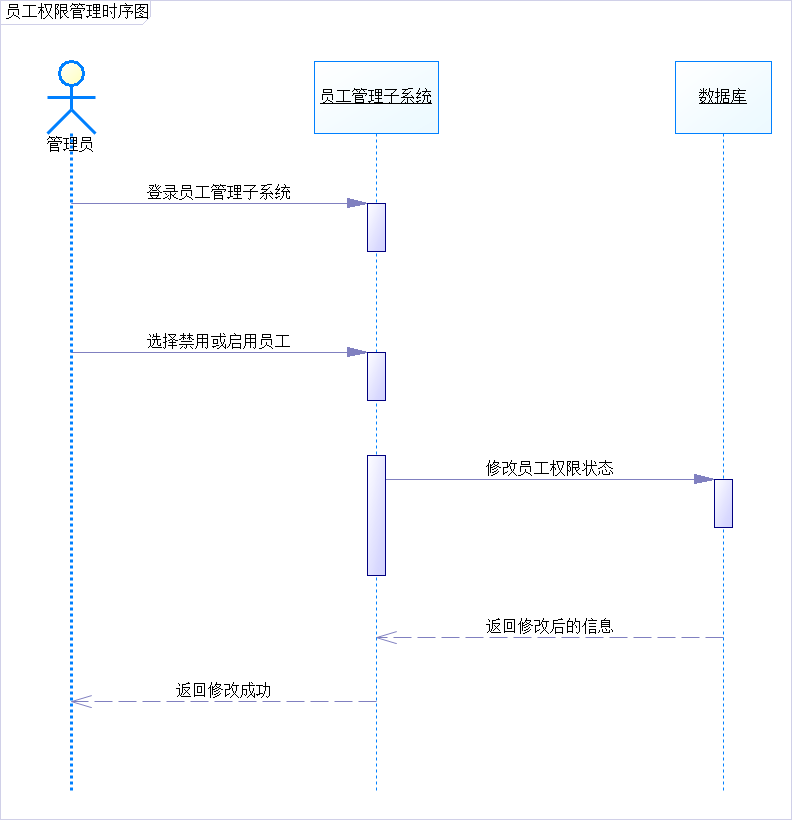 员工权限管理时序图
员工管理子系统
数据库
管理员
登录员工管理子系统
选择禁用或启用员工
修改员工权限状态
返回修改后的信息
返回修改成功